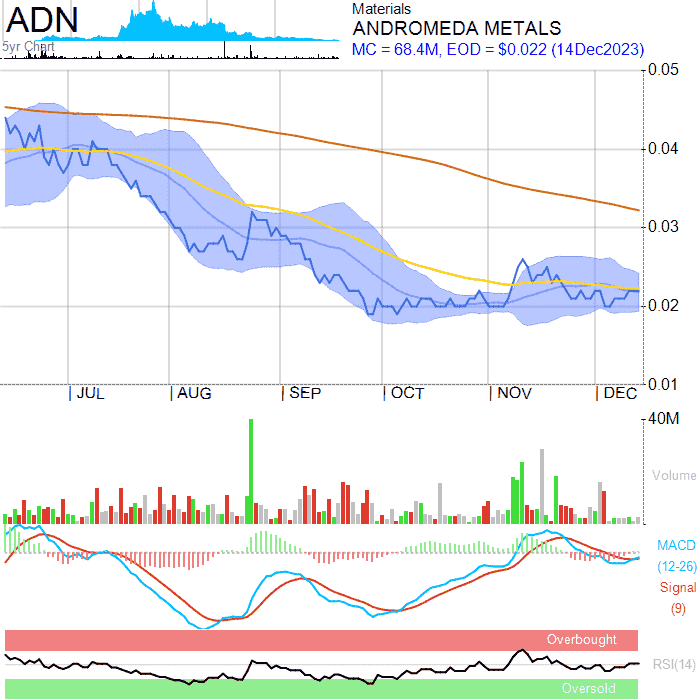 ADN
5yr Chart
Materials
ANDROMEDA METALS
MC = 68.4M, EOD = $0.022 (14Dec2023)
0.05
0.04
0.03
0.02
0.01
JUL AUG SEP OCT NOV DEC
40M
Volume
MACD
(12-26)
Signal
(9)
Overbought
RSI(14)
Oversold